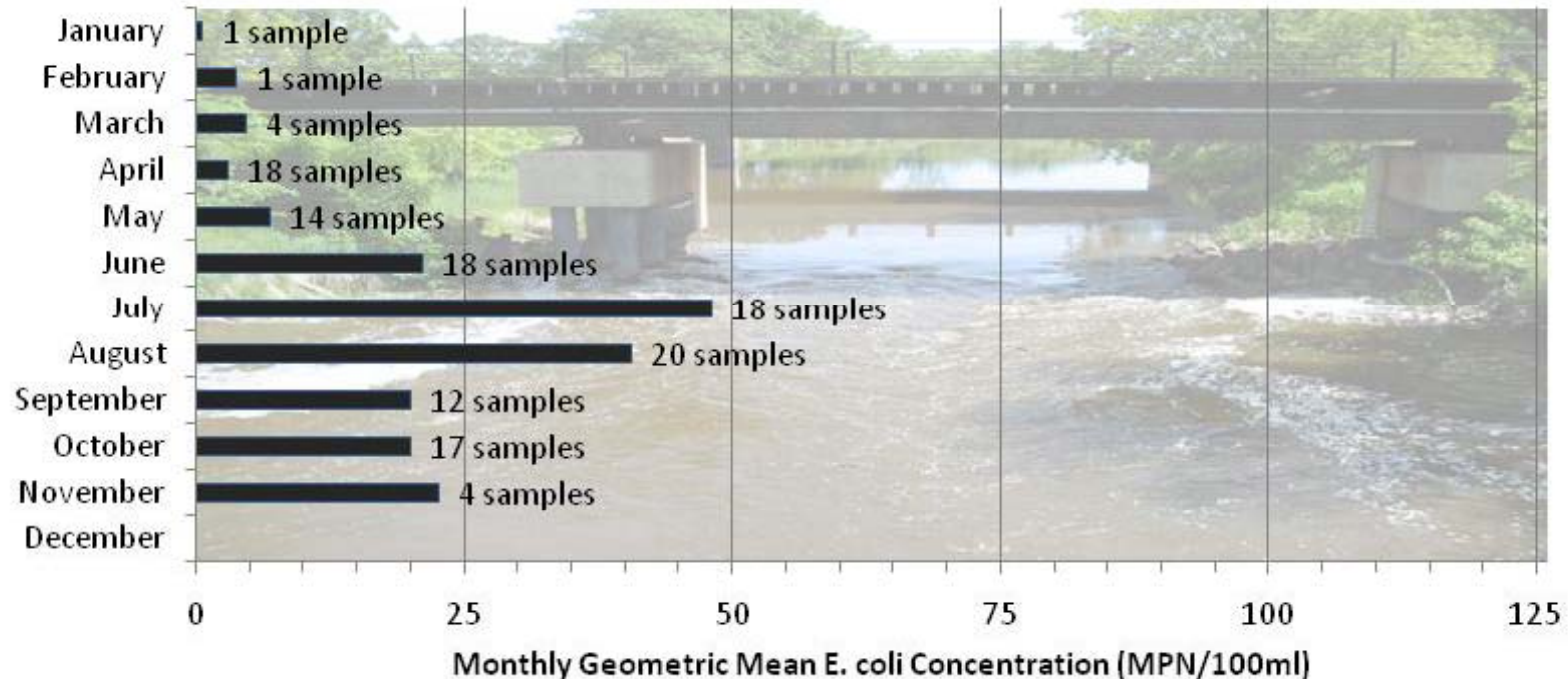 January 1 sample
February 1 sample
March 4 samples
April 18 samples
May 14 samples
June 18 samples
July 18 samples
August 20 samples
September 12 samples
October 17 samples
November 4 samples
December
0 25 50 75 100 125
Monthly Geometric Mean E. coli Concentration (MPN/100ml)